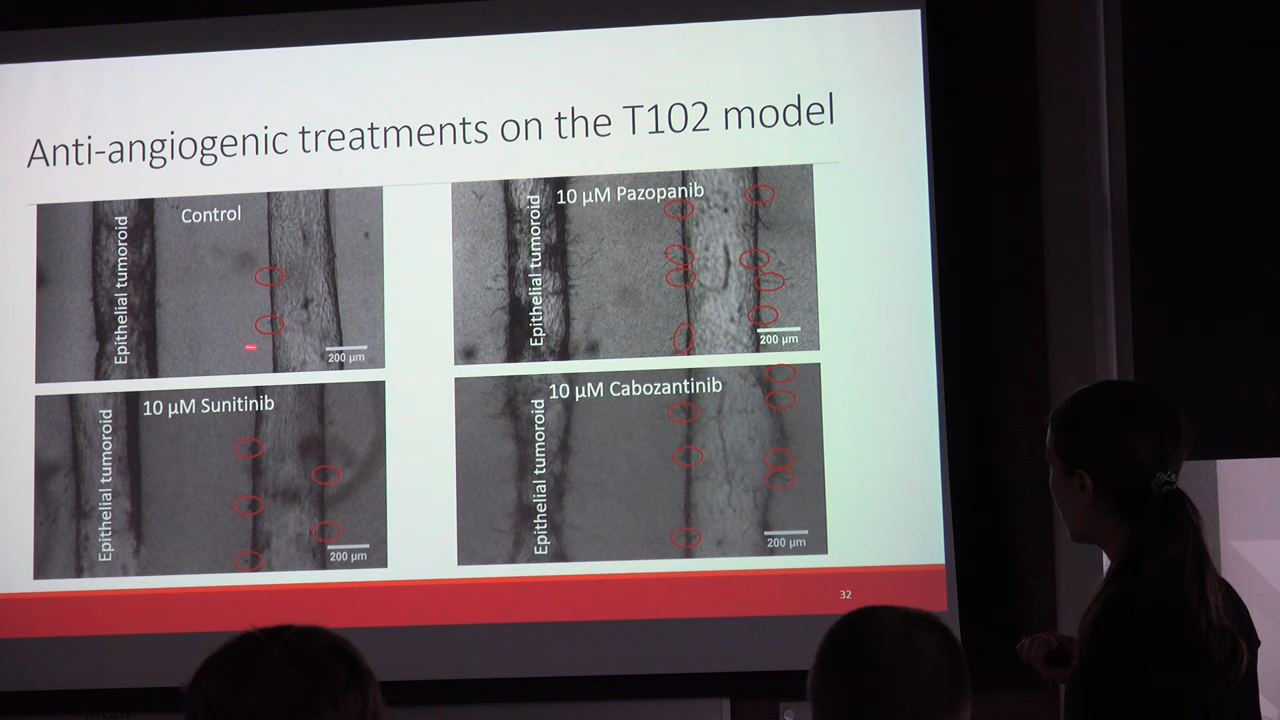 Anti-angiogenic treatments on the T102 model
Control
Epithelial tumoroid
200 µm
10 µM Pazopanib
Epithelial tumoroid
200 µm
10 µM Sunitinib
Epithelial tumoroid
200 µm
10 µM Cabozantinib
Epithelial tumoroid
200 µm
32